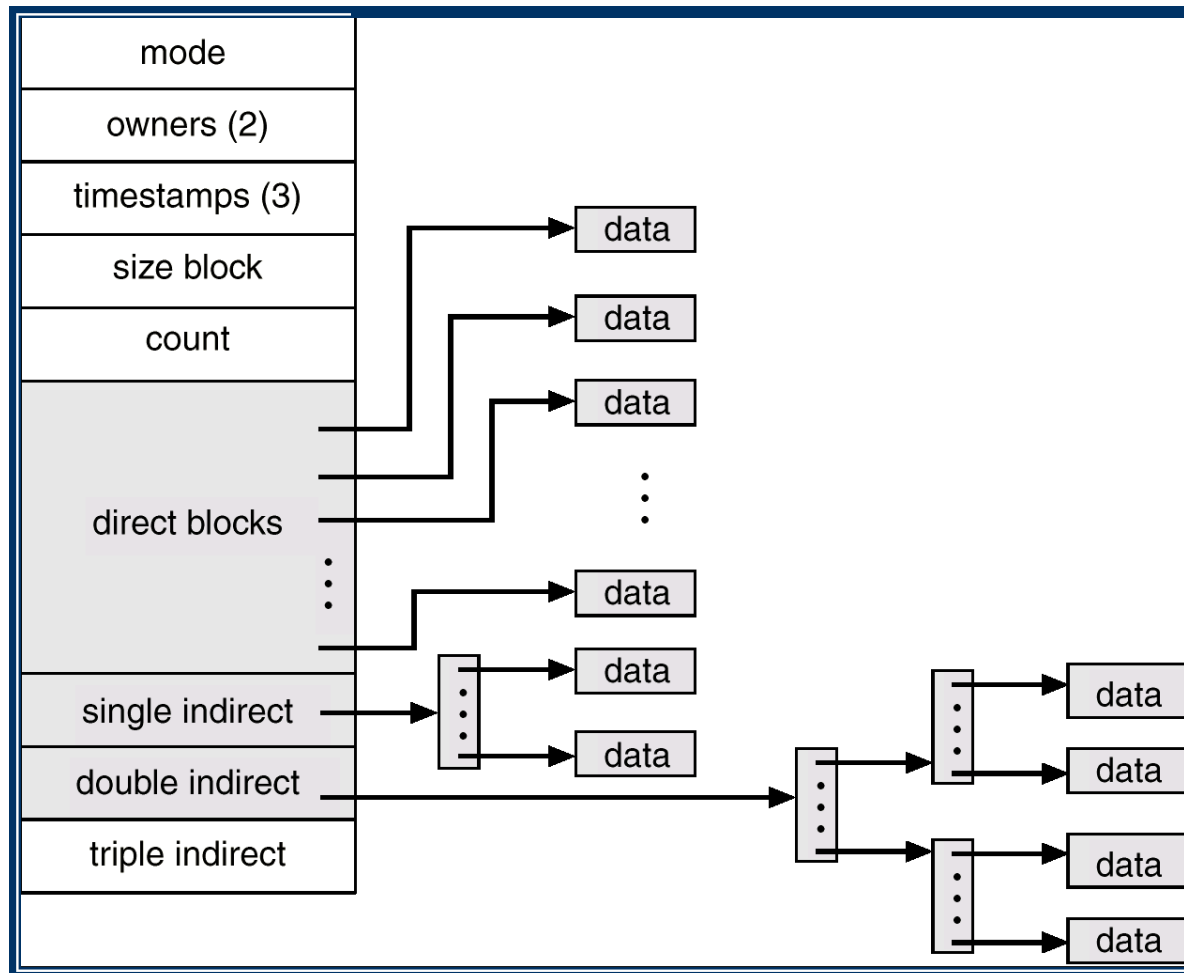 mode
owners (2)
timestamps (3)
size block
count
direct blocks
single indirect
double indirect
triple indirect
data
data
data
data
data
data
data
data
data
data